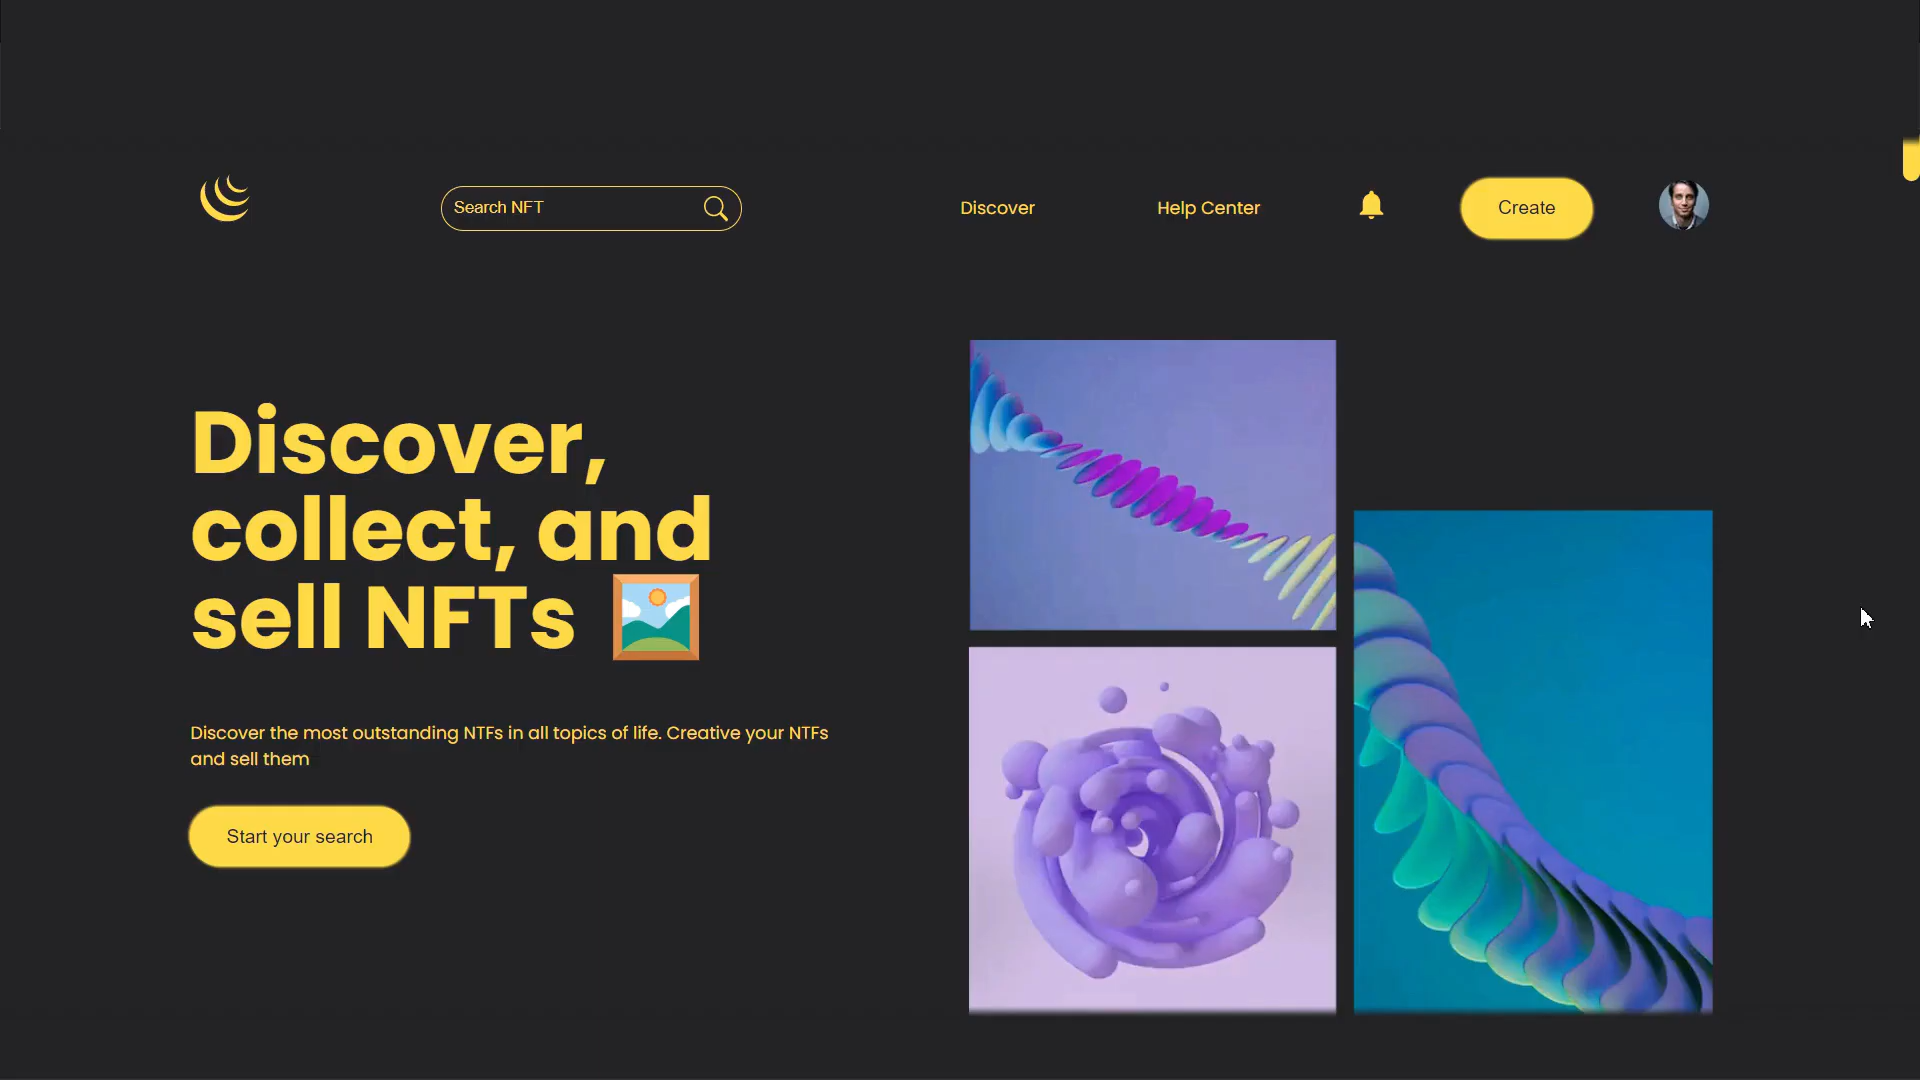 Search NFT
Discover
Help Center
Create
Discover,
collect, and
sell NFTs
Discover the most outstanding NTFs in all topics of life. Creative your NTFs
and sell them
Start your search